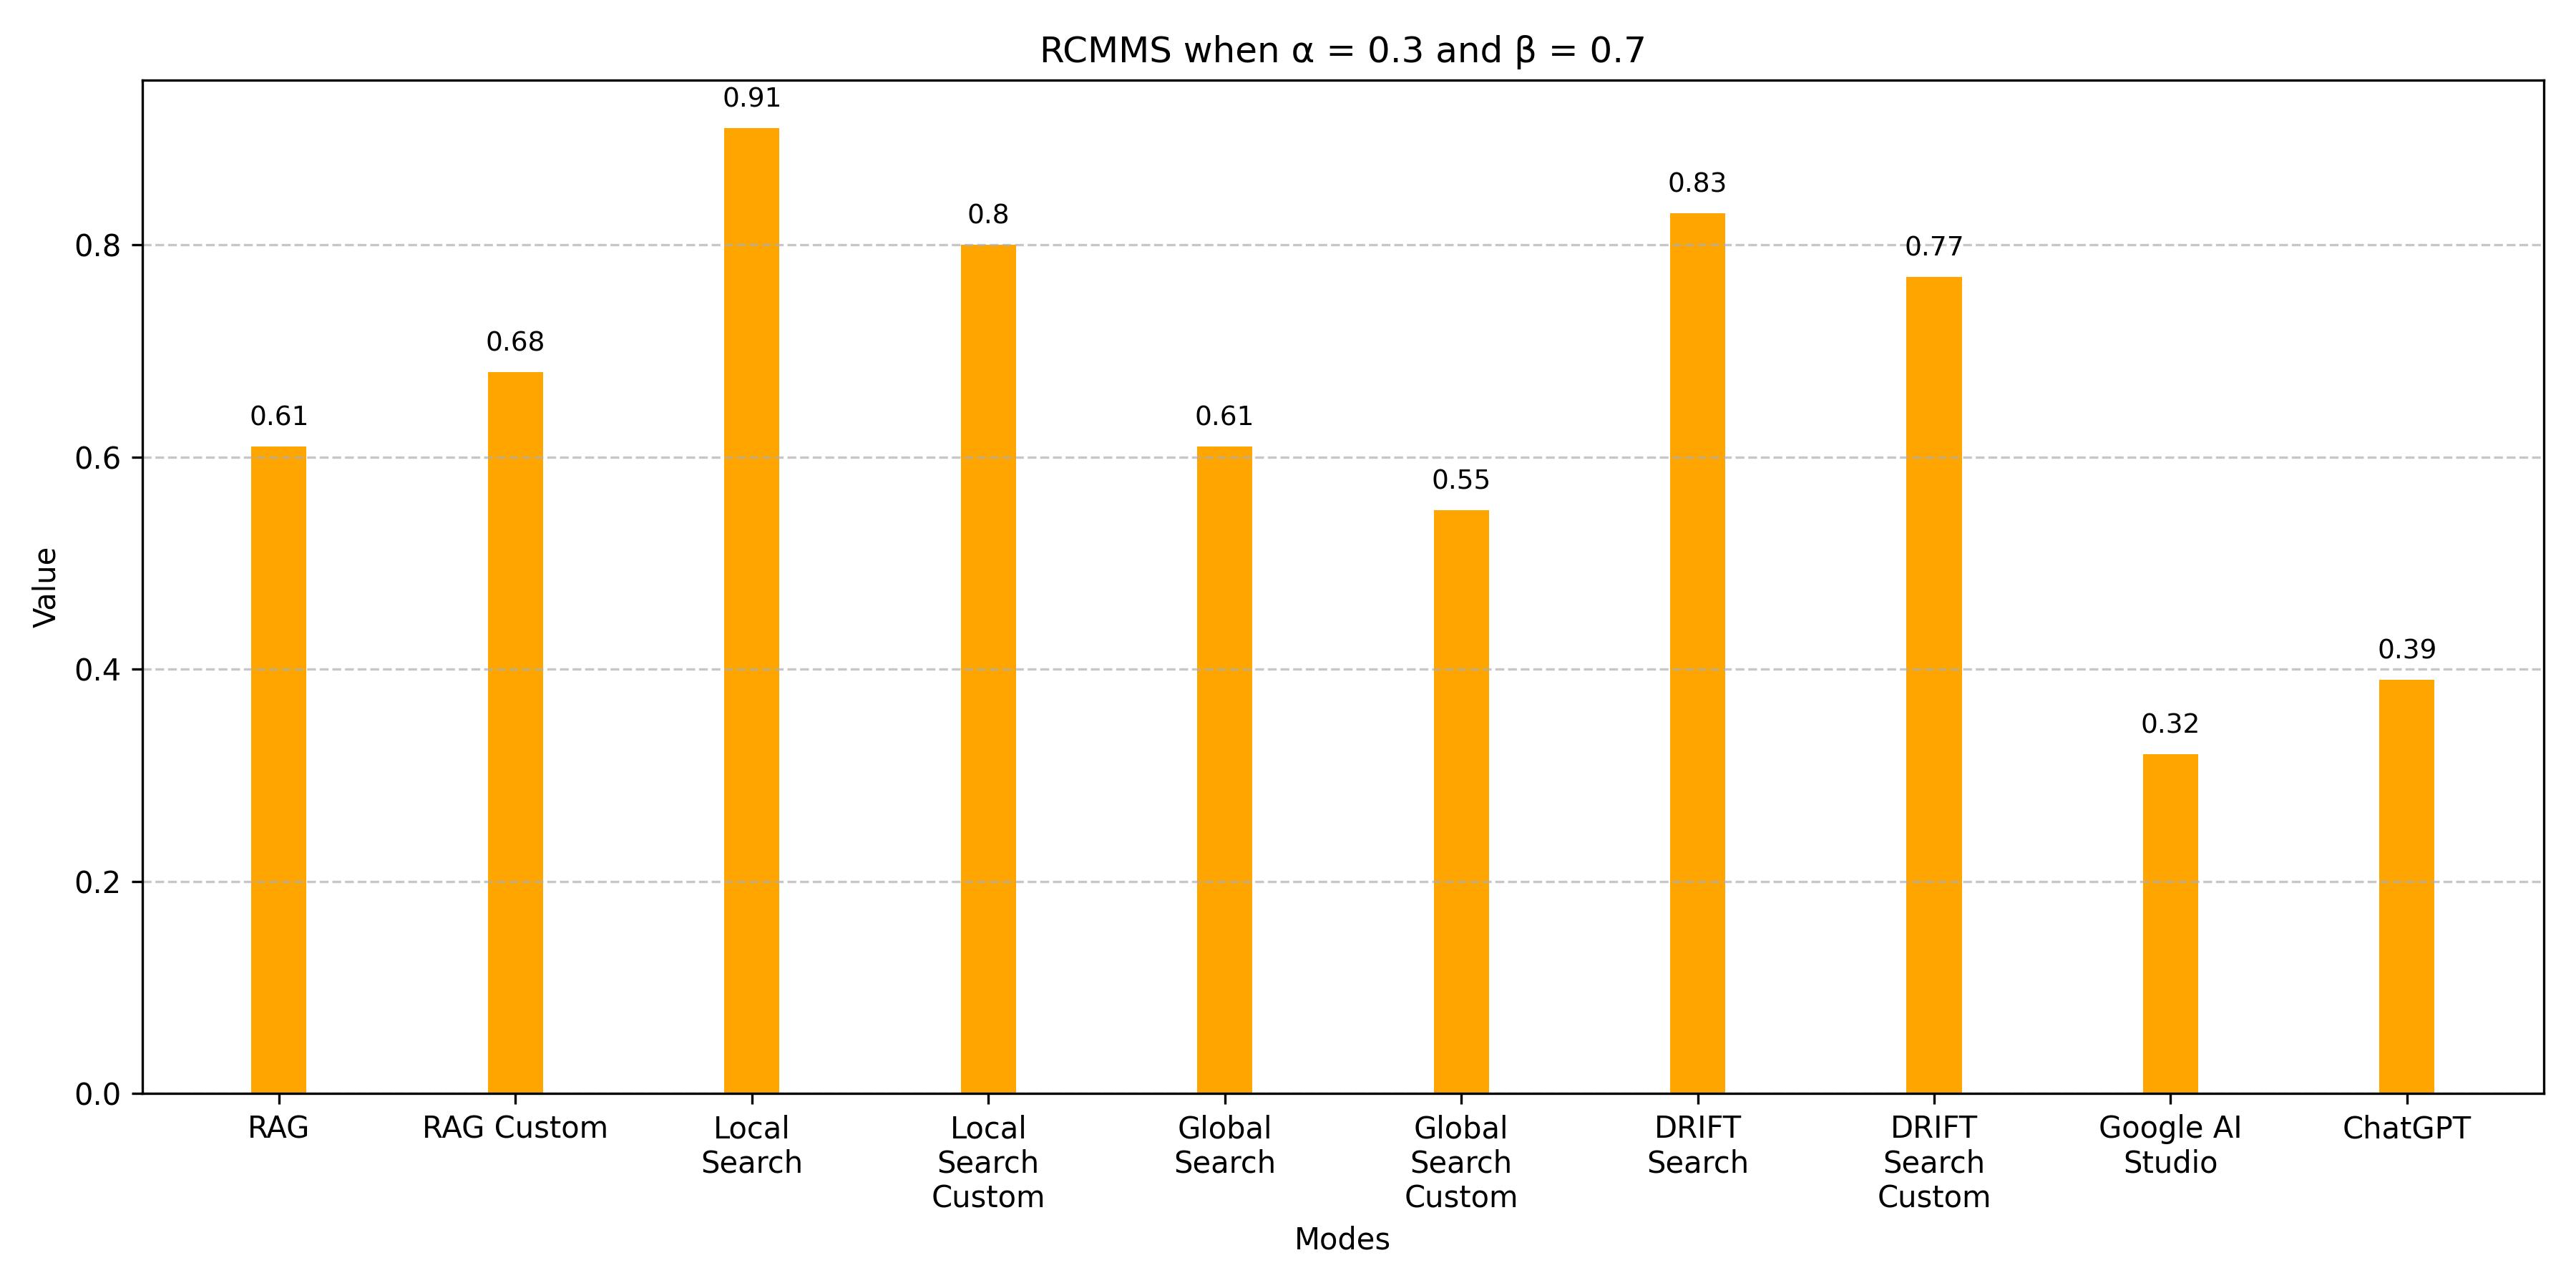 RCMMS when α = 0.3 and β = 0.7
0.91
0.83
0.8
0.77
0.68
0.61
0.61
0.55
0.39
0.32
Value
0.8
0.6
0.4
0.2
0.0
RAG
RAG Custom
Local
Search
Local
Search
Custom
Global
Search
Global
Search
Custom
DRIFT
Search
DRIFT
Search
Custom
Google AI
Studio
ChatGPT
Modes